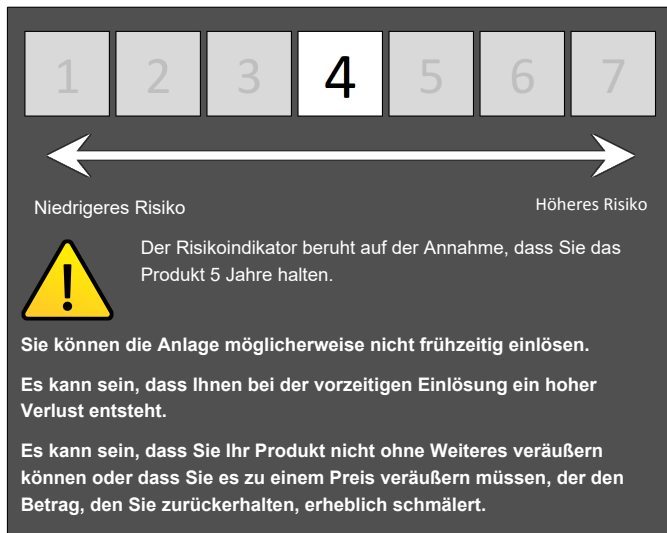 1 2 3 4 5 6 7
Niedrigeres Risiko
Höheres Risiko
Der Risikoindikator beruht auf der Annahme, dass Sie das
Produkt 5 Jahre halten.
Sie können die Anlage möglicherweise nicht frühzeitig einlösen.
Es kann sein, dass Ihnen bei der vorzeitigen Einlösung ein hoher
Verlust entsteht.
Es kann sein, dass Sie Ihr Produkt nicht ohne Weiteres veräußern
können oder dass Sie es zu einem Preis veräußern müssen, der den
Betrag, den Sie zurückerhalten, erheblich schmälert.